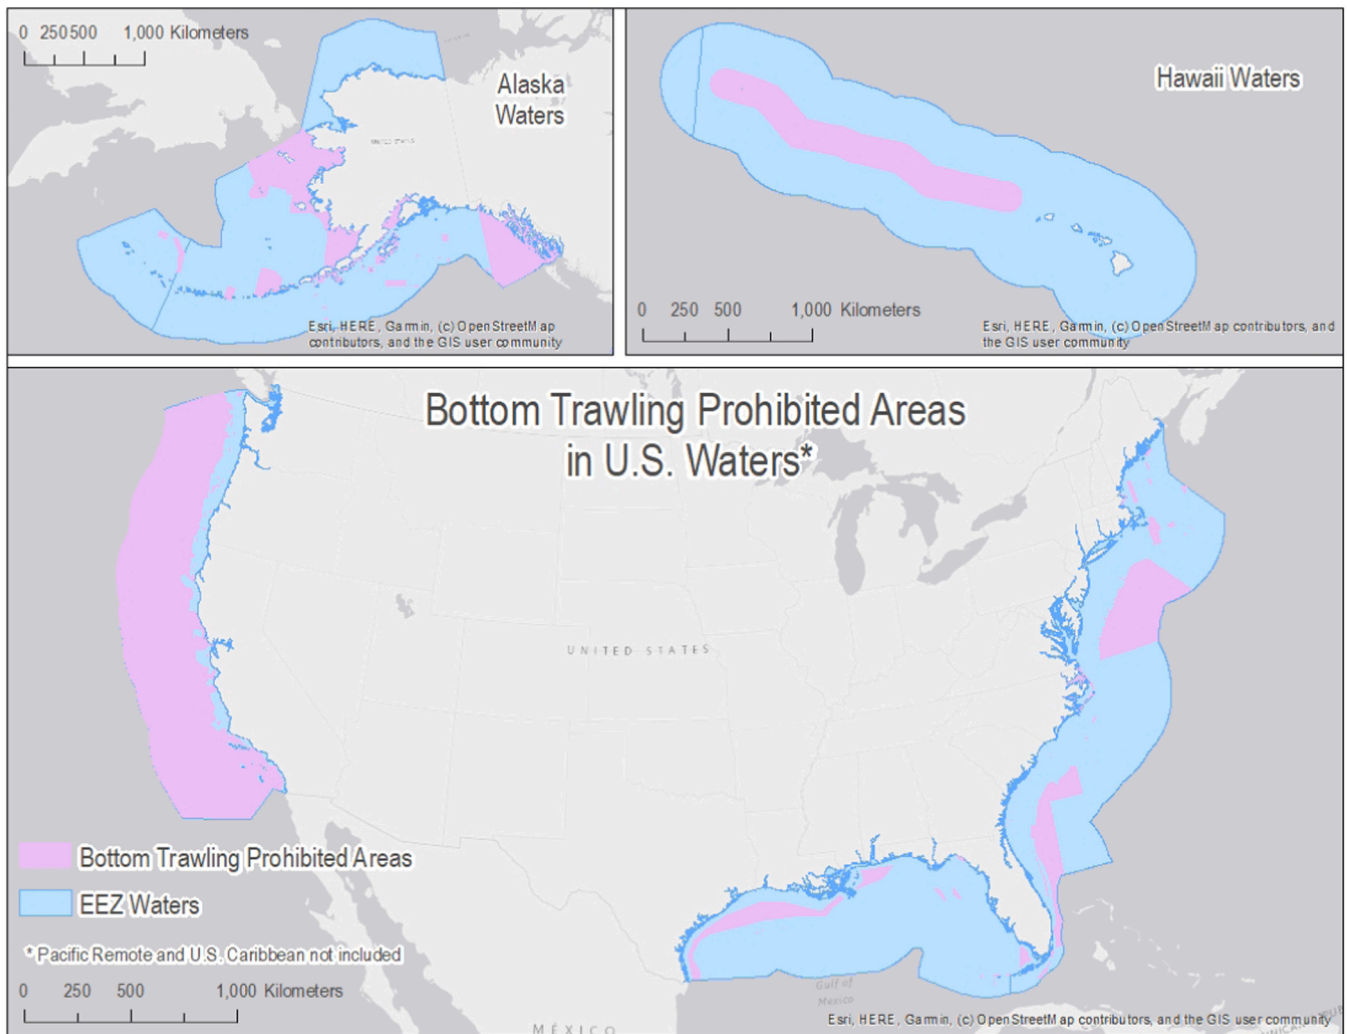 0 250 500 1,000 Kilometers
Alaska
Waters
UNITED STATES
Esri, HERE, Garmin, (c) OpenStreetMap
contributors, and the GIS user community
Hawaii Waters
0 250 500 1,000 Kilometers
Esri, HERE, Garmin, (c) OpenStreetMap contributors, and
the GIS user community
Bottom Trawling Prohibited Areas
in U.S. Waters*
UNITED STATES
Bottom Trawling Prohibited Areas
EEZ Waters
* Pacific Remote and U.S. Caribbean not included
0 250 500 1,000 Kilometers
Gulf of
Mexico
MÉXICO
Esri, HERE, Garmin, (c) OpenStreetMap contributors, and the GIS user community